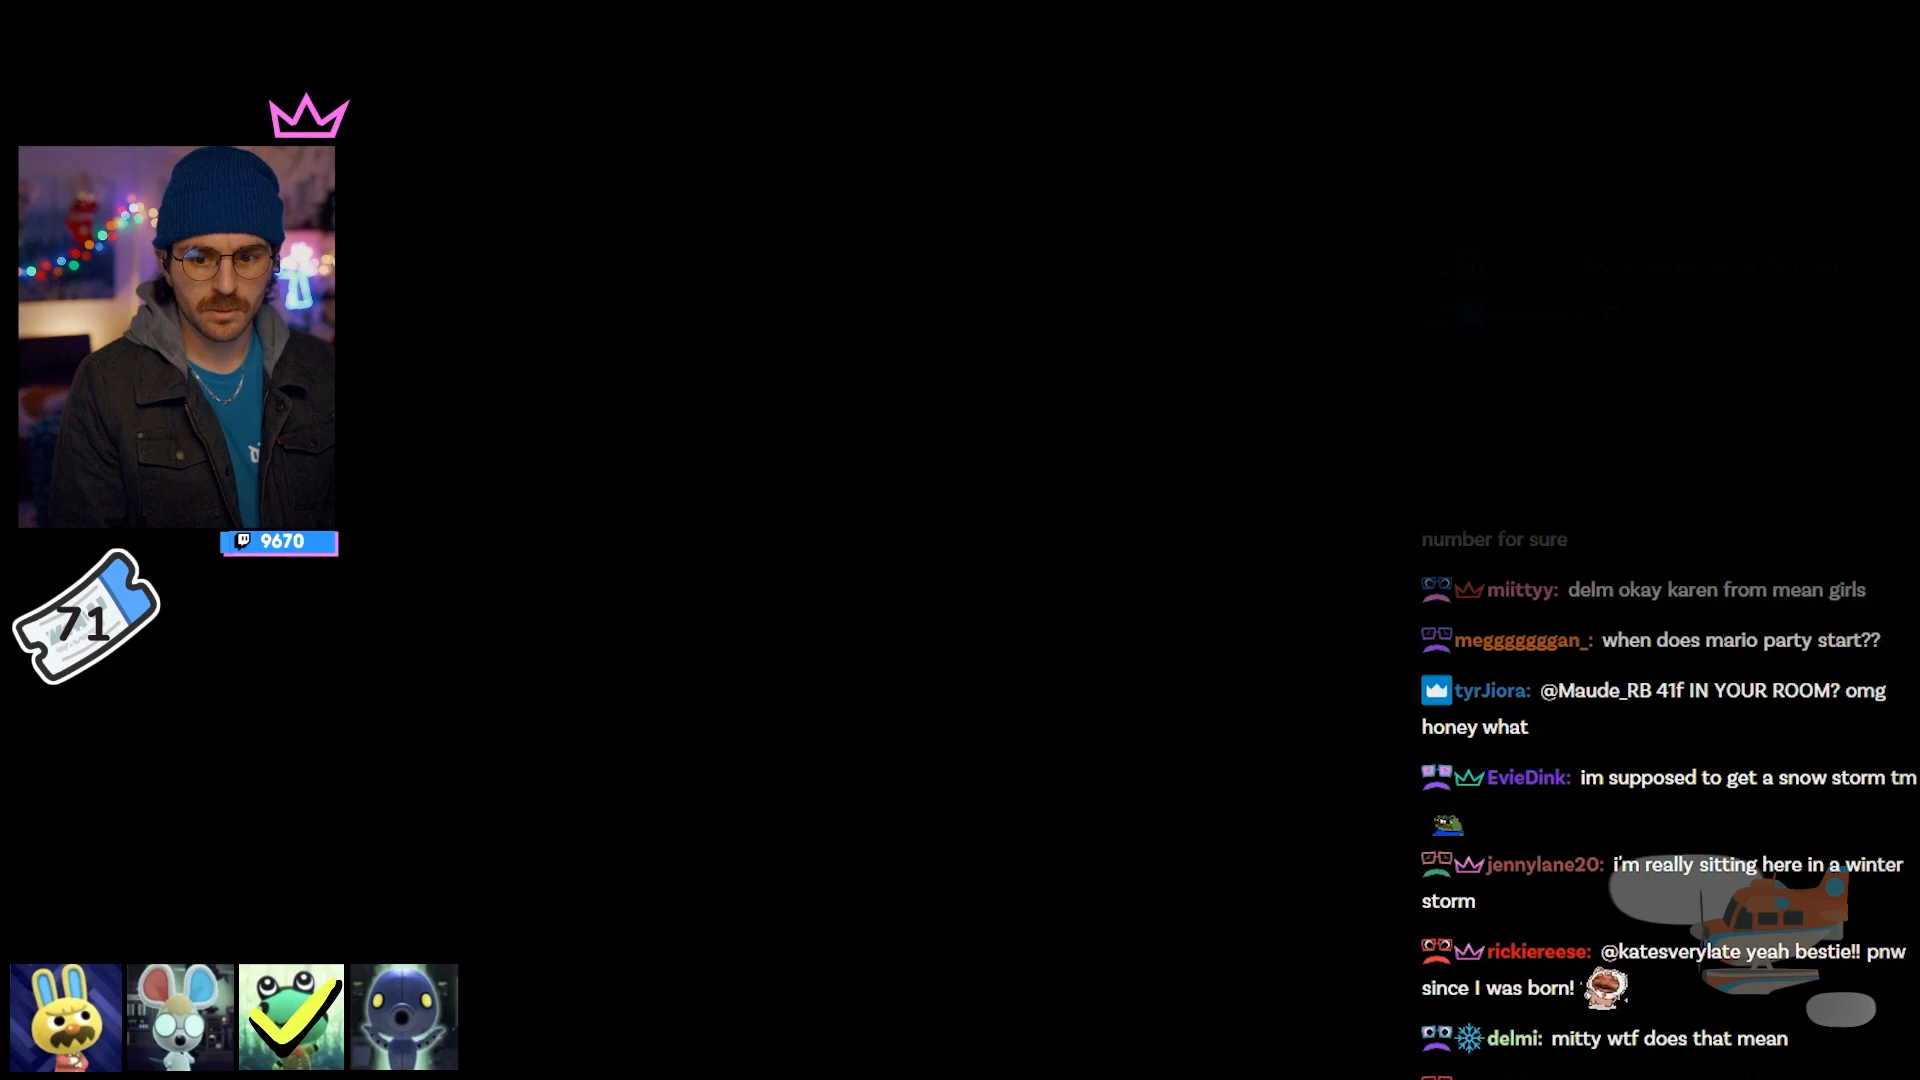 9670
71
number for sure
miittyy: delm okay karen from mean girls
megggggggan_: when does mario party start??
tyrJiora: @Maude_RB 41f IN YOUR ROOM? omg
honey what
EvieDink: im supposed to get a snow storm tm
jennylane20: i'm really sitting here in a winter
storm
rickiereese: @katesverylate yeah bestie!! pnw
since I was born!
delmi: mitty wtf does that mean